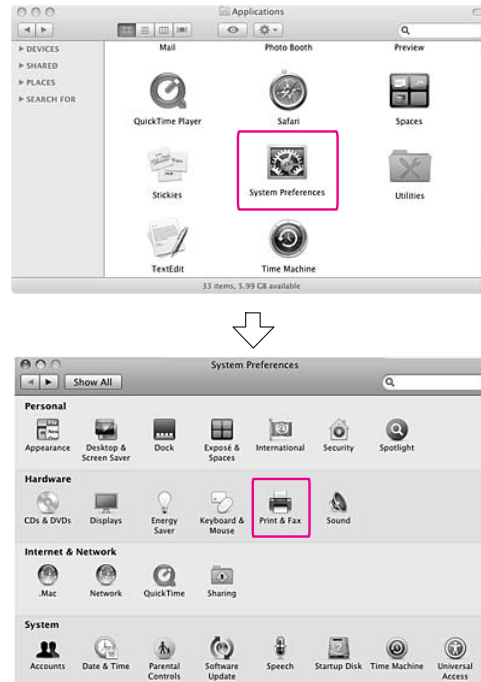 Applications
DEVICES
SHARED
PLACES
SEARCH FOR
Mail Photo Booth Preview
QuickTime Player Safari Spaces
Stickies System Preferences Utilities
TextEdit Time Machine
33 items, 5.99 GB available
System Preferences
Show All
Personal
Appearance Desktop & Screen Saver Dock Exposé & Spaces International Security Spotlight
Hardware
CDs & DVDs Displays Energy Saver Keyboard & Mouse Print & Fax Sound
Internet & Network
.Mac Network QuickTime Sharing
System
Accounts Date & Time Parental Controls Software Update Speech Startup Disk Time Machine Universal Access